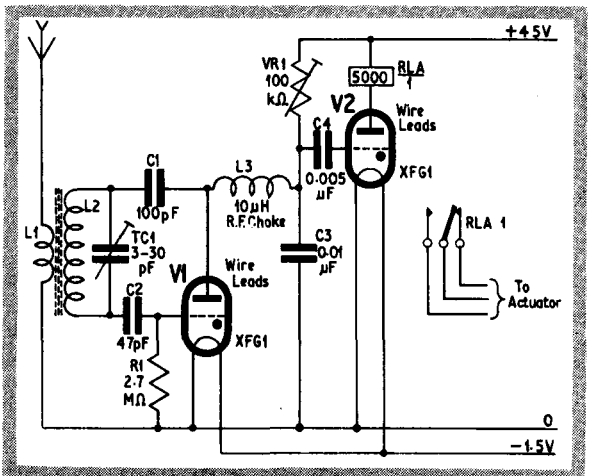 +45V
VR1
100
kΩ
5000
RLA
1
V2
Wire
Leads
C4
0·005
μF
XFG1
C1
100pF
L3
10μH
R.F.Choke
L1
L2
TC1
3-30
pF
C3
0·01
μF
RLA 1
To
Actuator
V1
Wire
Leads
XFG1
C2
47pF
R1
2·7
MΩ
0
-1·5V